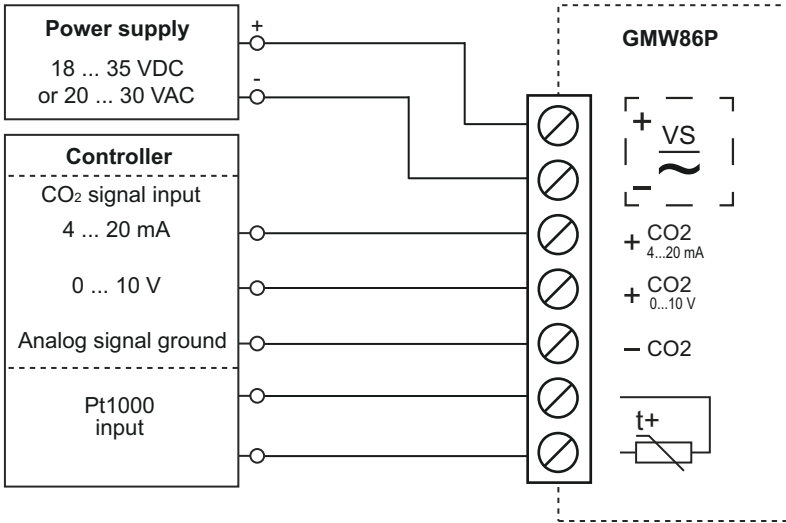 Power supply
18 ... 35 VDC
or 20 ... 30 VAC
+
-
Controller
CO₂ signal input
4 ... 20 mA
0 ... 10 V
Analog signal ground
Pt1000
input
GMW86P
+
VS
–
+ CO2
4...20 mA
+ CO2
0...10 V
– CO2
t+